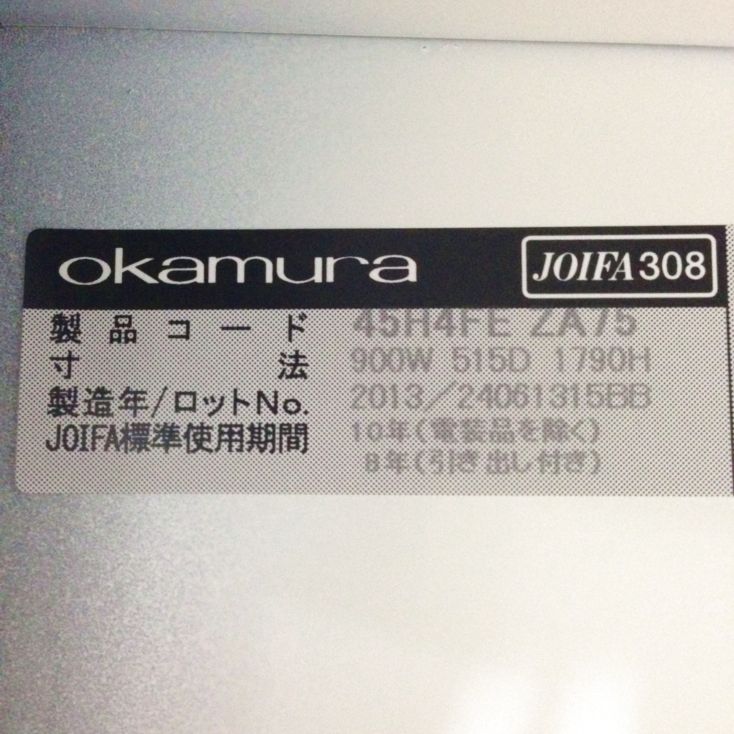 okamura JOIFA308
製品コード 45H4FE ZA75
寸法 900W 515D 1790H
製造年/ロットNo. 2013/24061315BB
JOIFA標準使用期間 10年(電装品を除く)
8年(引き出し付き)